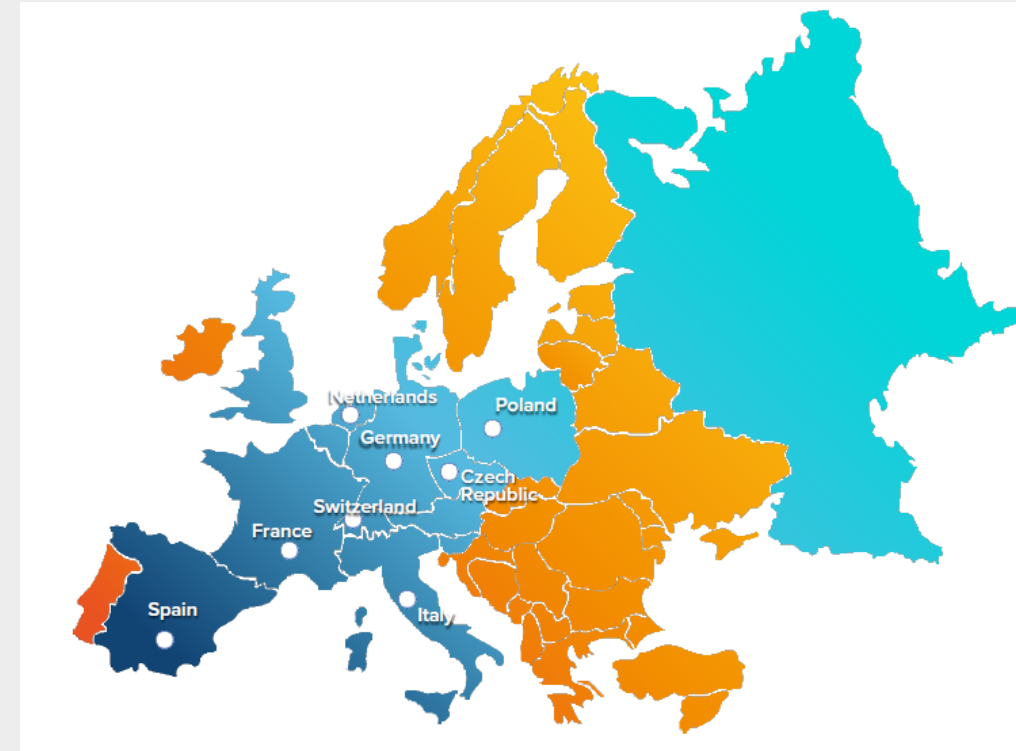 Netherlands
Poland
Germany
Czech
Republic
Switzerland
France
Spain
Italy